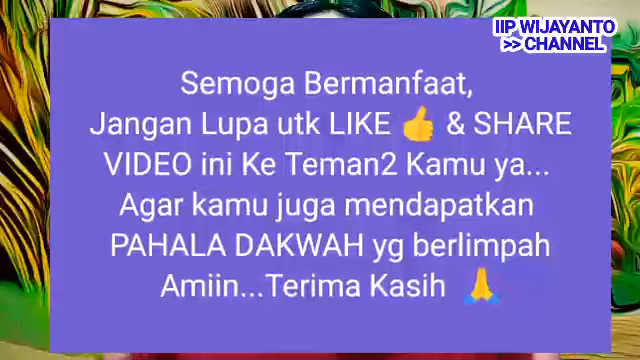 IIP WIJAYANTO
>> CHANNEL
Semoga Bermanfaat,
Jangan Lupa utk LIKE 👍 & SHARE
VIDEO ini Ke Teman2 Kamu ya...
Agar kamu juga mendapatkan
PAHALA DAKWAH yg berlimpah
Amiin...Terima Kasih 🙏